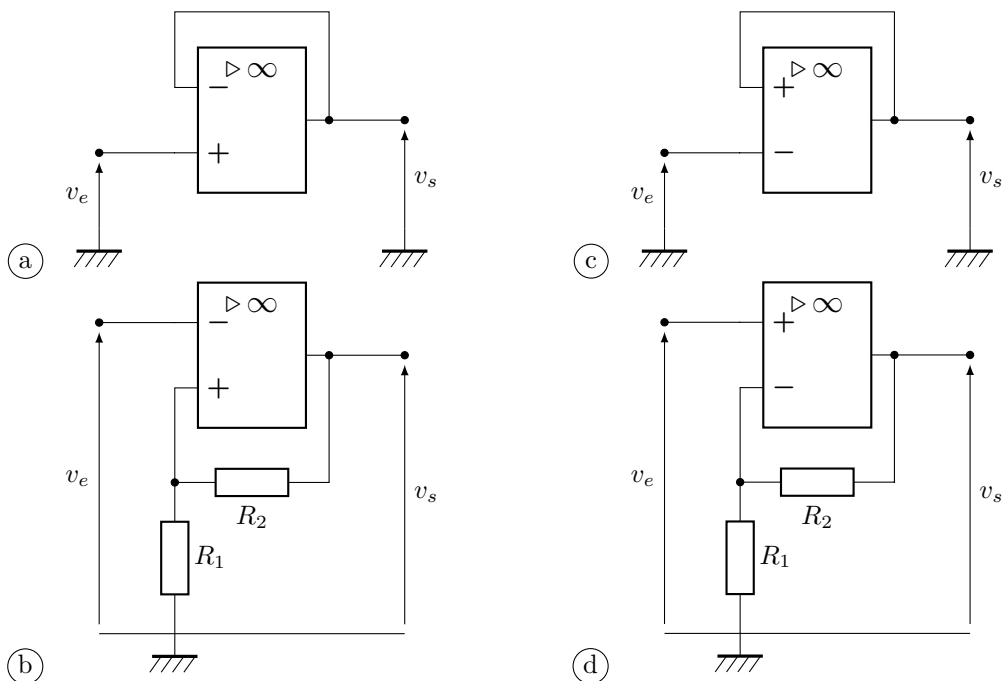 ▷ ∞
−
+
v_e
v_s
a
▷ ∞
+
−
v_e
v_s
c
▷ ∞
−
+
v_e
v_s
R_2
R_1
b
▷ ∞
+
−
v_e
v_s
R_2
R_1
d